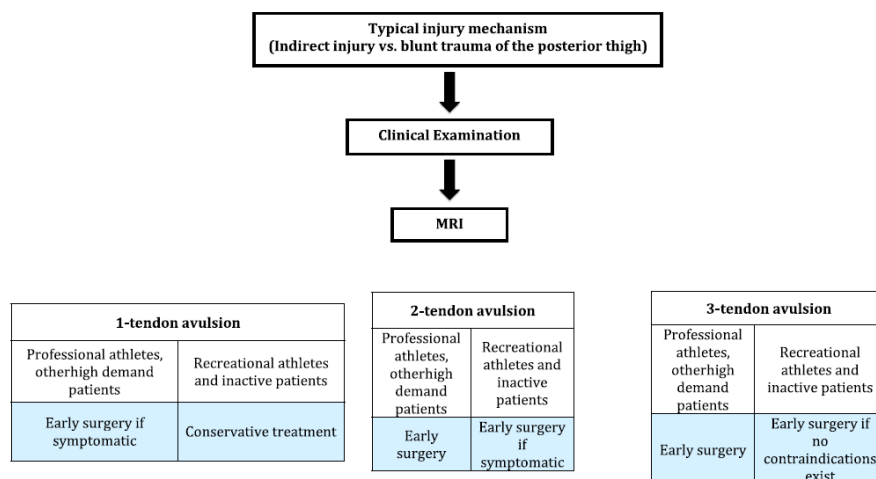 Typical injury mechanism
(Indirect injury vs. blunt trauma of the posterior thigh)
Clinical Examination
MRI
1-tendon avulsion
Professional athletes,
otherhigh demand
patients
Recreational athletes
and inactive patients
Early surgery if
symptomatic
Conservative treatment
2-tendon avulsion
Professional
athletes,
otherhigh
demand
patients
Recreational
athletes and
inactive
patients
Early
surgery
Early surgery
if
symptomatic
3-tendon avulsion
Professional
athletes,
otherhigh
demand
patients
Recreational
athletes and
inactive patients
Early surgery
Early surgery if
no
contraindications
exist